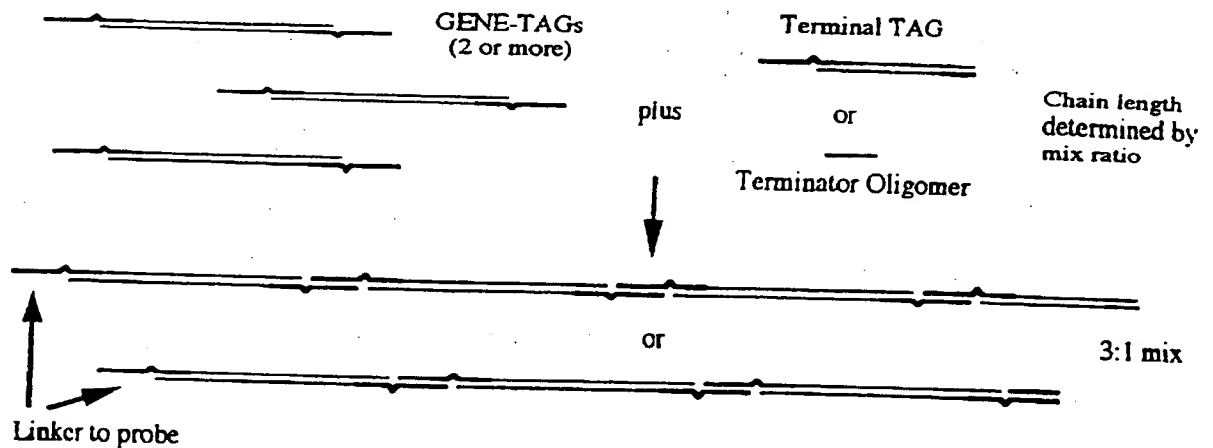 GENE-TAGs
(2 or more)
Terminal TAG
plus
or
Terminator Oligomer
Chain length
determined by
mix ratio
or
3:1 mix
Linker to probe